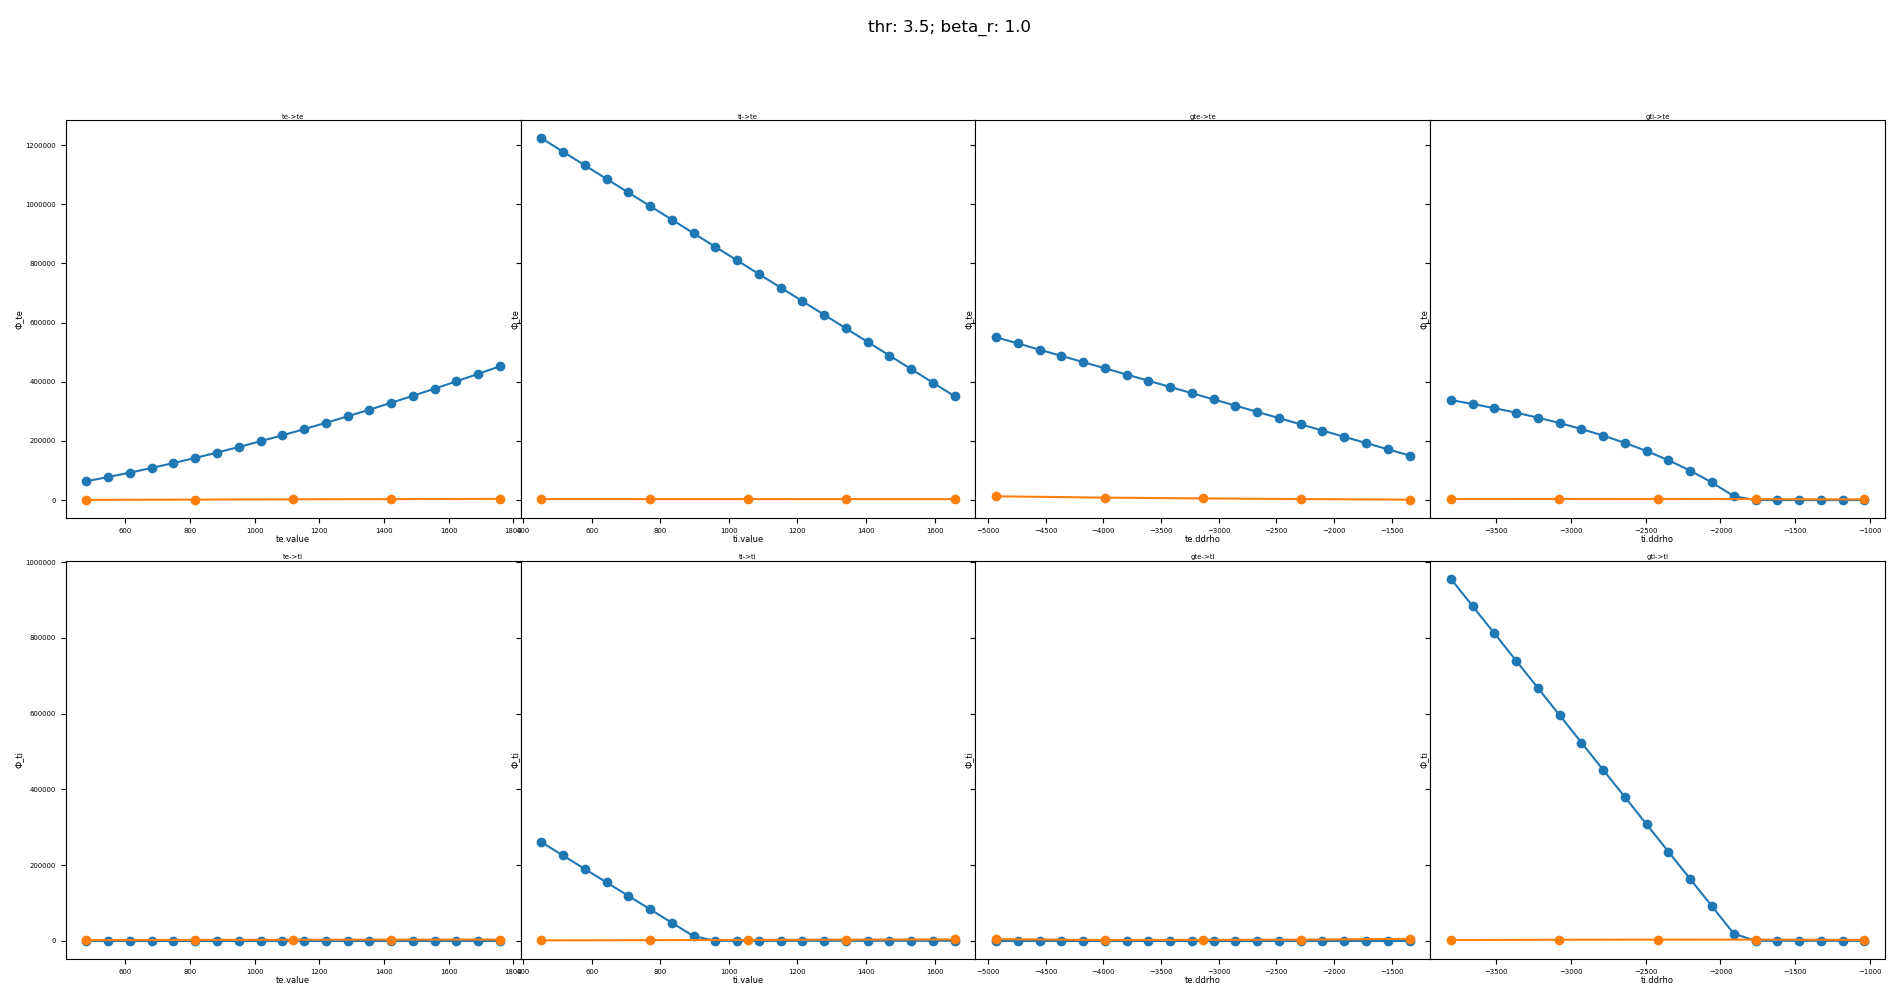 thr: 3.5; beta_r: 1.0
te->te
ti->te
gte->te
gti->te
1200000
1000000
800000
600000
400000
200000
0
Φ_te
Φ_te
Φ_te
Φ_te
600 800 1000 1200 1400 1600 1800
400 600 800 1000 1200 1400 1600
−5000 −4500 −4000 −3500 −3000 −2500 −2000 −1500
−3500 −3000 −2500 −2000 −1500 −1000
te.value
ti.value
te.ddrho
ti.ddrho
te->ti
ti->ti
gte->ti
gti->ti
1000000
800000
600000
400000
200000
0
Φ_ti
Φ_ti
Φ_ti
Φ_ti
600 800 1000 1200 1400 1600 1800
400 600 800 1000 1200 1400 1600
−5000 −4500 −4000 −3500 −3000 −2500 −2000 −1500
−3500 −3000 −2500 −2000 −1500 −1000
te.value
ti.value
te.ddrho
ti.ddrho